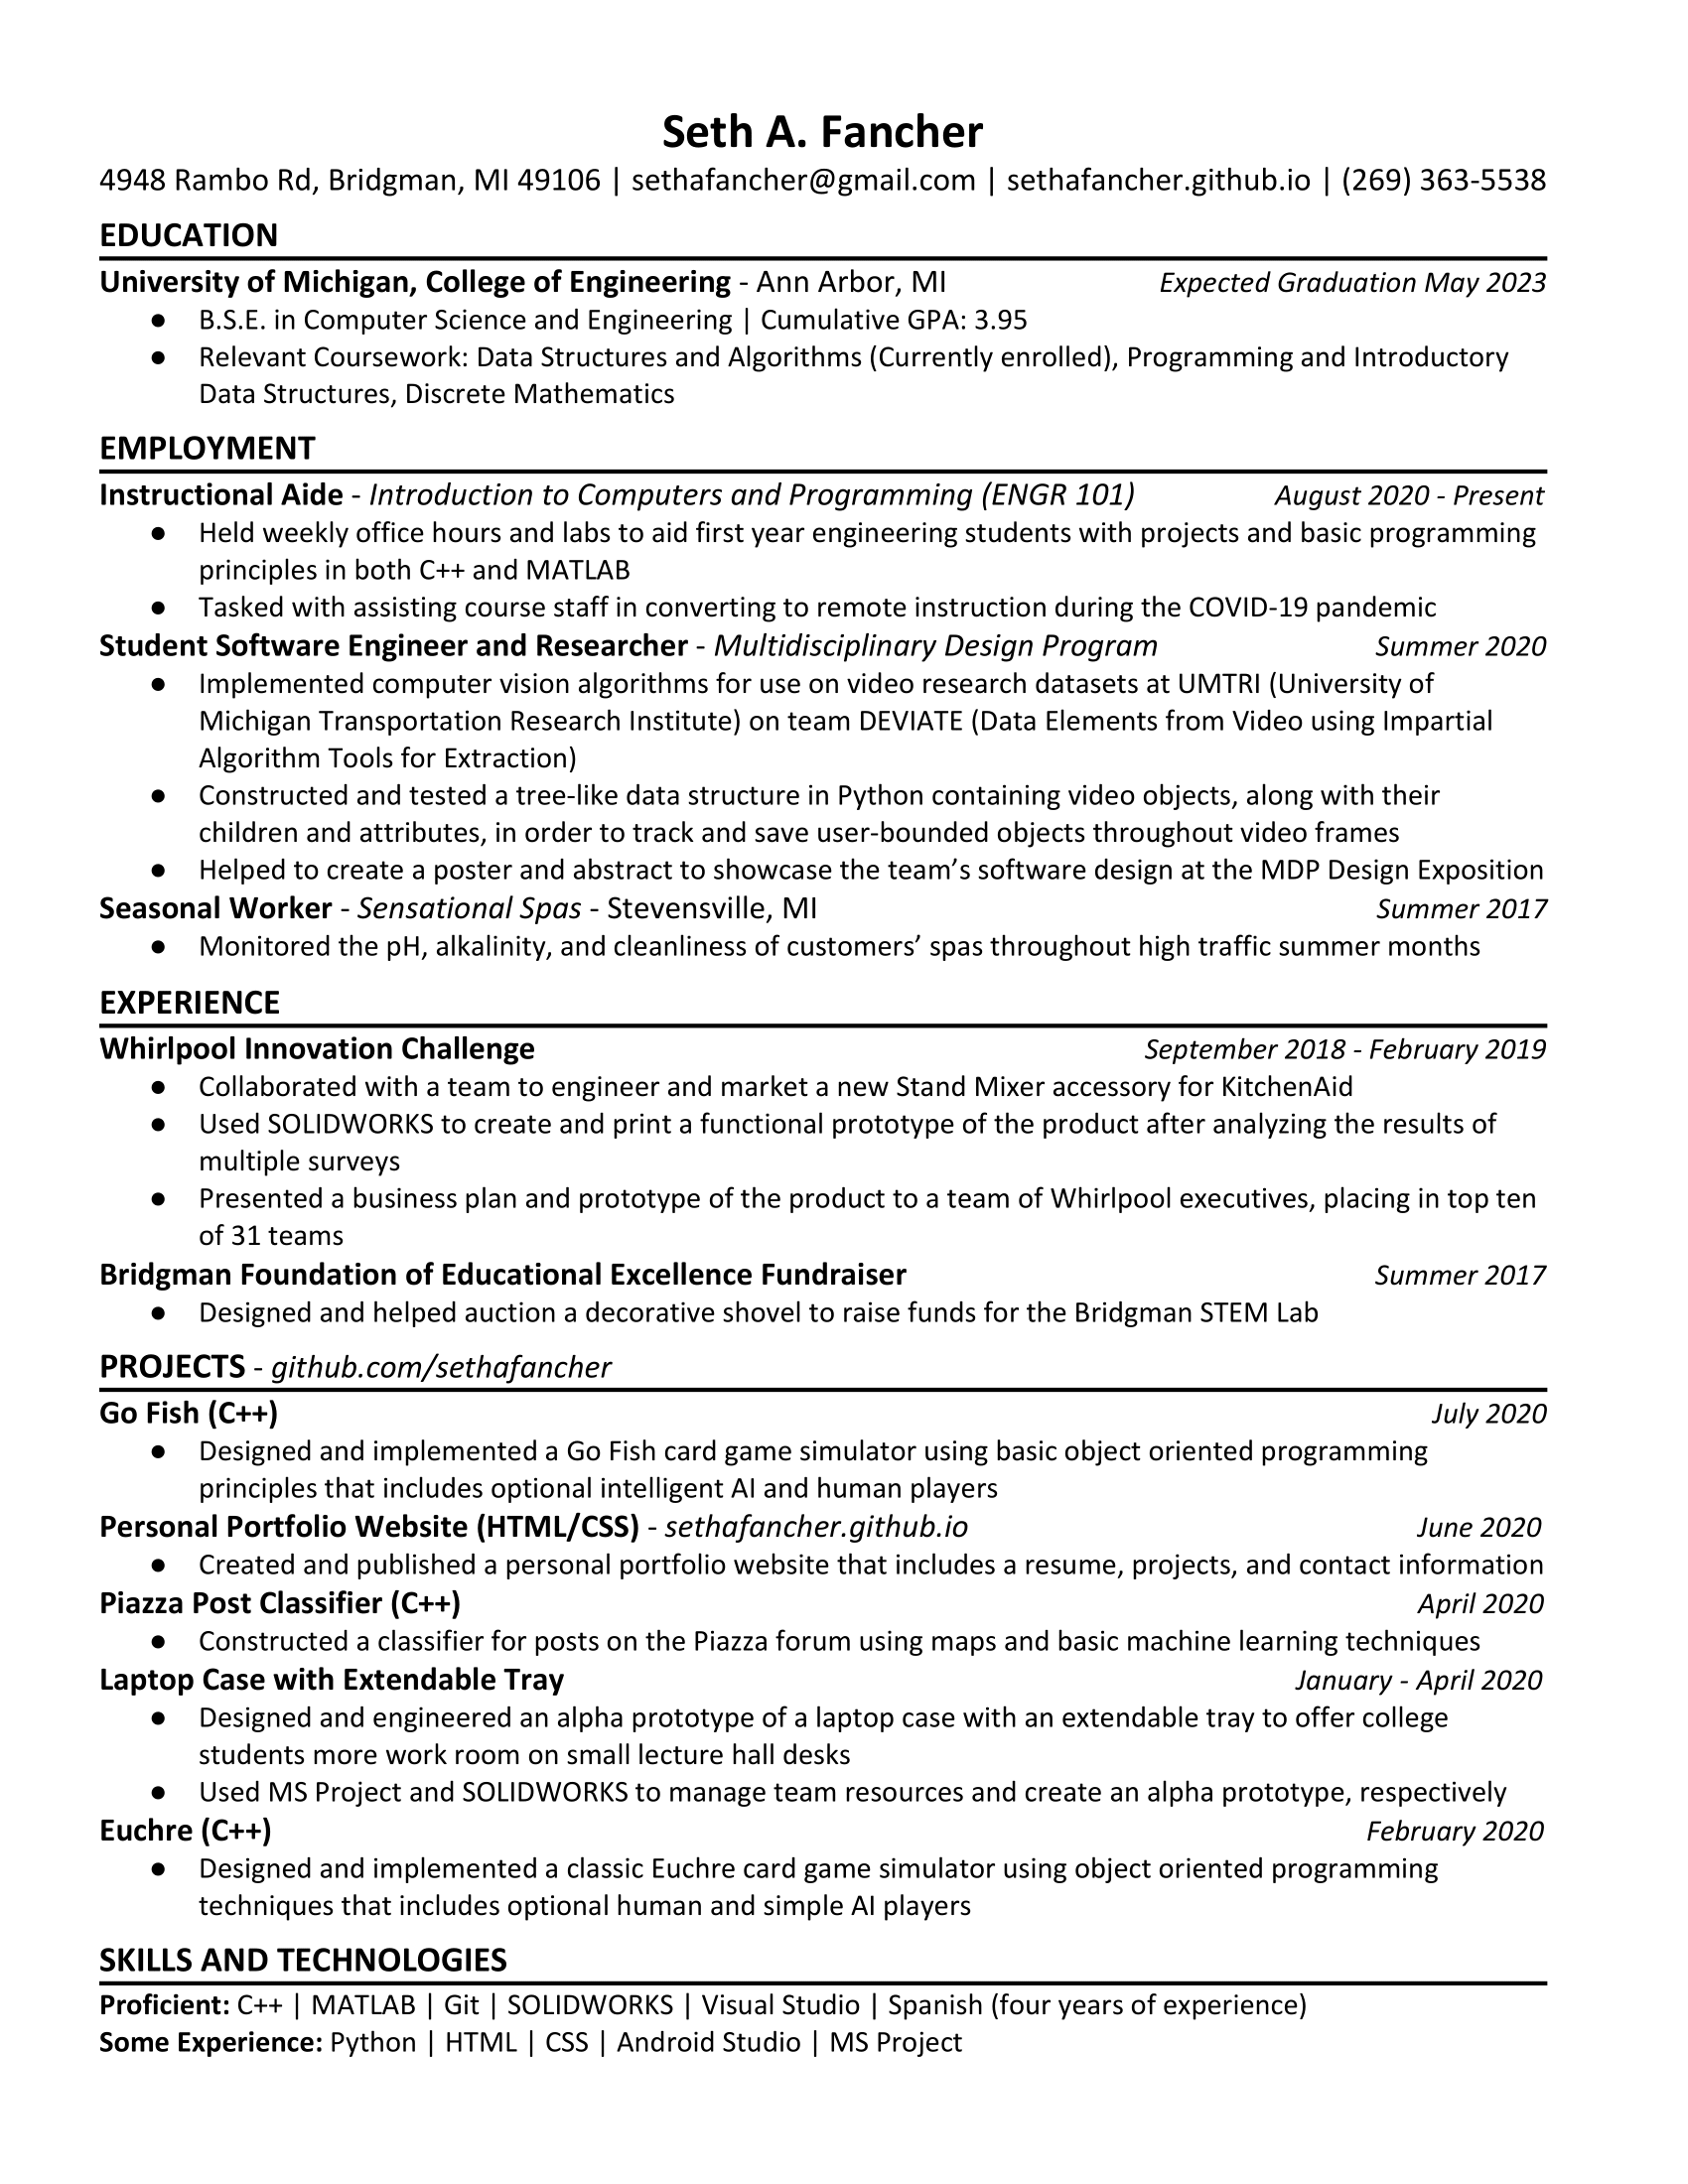 Seth A. Fancher
4948 Rambo Rd, Bridgman, MI 49106 | sethafancher@gmail.com | sethafancher.github.io | (269) 363-5538
EDUCATION
University of Michigan, College of Engineering - Ann Arbor, MI Expected Graduation May 2023
● B.S.E. in Computer Science and Engineering | Cumulative GPA: 3.95
● Relevant Coursework: Data Structures and Algorithms (Currently enrolled), Programming and Introductory
Data Structures, Discrete Mathematics
EMPLOYMENT
Instructional Aide - Introduction to Computers and Programming (ENGR 101) August 2020 - Present
● Held weekly office hours and labs to aid first year engineering students with projects and basic programming
principles in both C++ and MATLAB
● Tasked with assisting course staff in converting to remote instruction during the COVID-19 pandemic
Student Software Engineer and Researcher - Multidisciplinary Design Program Summer 2020
● Implemented computer vision algorithms for use on video research datasets at UMTRI (University of
Michigan Transportation Research Institute) on team DEVIATE (Data Elements from Video using Impartial
Algorithm Tools for Extraction)
● Constructed and tested a tree-like data structure in Python containing video objects, along with their
children and attributes, in order to track and save user-bounded objects throughout video frames
● Helped to create a poster and abstract to showcase the team’s software design at the MDP Design Exposition
Seasonal Worker - Sensational Spas - Stevensville, MI Summer 2017
● Monitored the pH, alkalinity, and cleanliness of customers’ spas throughout high traffic summer months
EXPERIENCE
Whirlpool Innovation Challenge September 2018 - February 2019
● Collaborated with a team to engineer and market a new Stand Mixer accessory for KitchenAid
● Used SOLIDWORKS to create and print a functional prototype of the product after analyzing the results of
multiple surveys
● Presented a business plan and prototype of the product to a team of Whirlpool executives, placing in top ten
of 31 teams
Bridgman Foundation of Educational Excellence Fundraiser Summer 2017
● Designed and helped auction a decorative shovel to raise funds for the Bridgman STEM Lab
PROJECTS - github.com/sethafancher
Go Fish (C++) July 2020
● Designed and implemented a Go Fish card game simulator using basic object oriented programming
principles that includes optional intelligent AI and human players
Personal Portfolio Website (HTML/CSS) - sethafancher.github.io June 2020
● Created and published a personal portfolio website that includes a resume, projects, and contact information
Piazza Post Classifier (C++) April 2020
● Constructed a classifier for posts on the Piazza forum using maps and basic machine learning techniques
Laptop Case with Extendable Tray January - April 2020
● Designed and engineered an alpha prototype of a laptop case with an extendable tray to offer college
students more work room on small lecture hall desks
● Used MS Project and SOLIDWORKS to manage team resources and create an alpha prototype, respectively
Euchre (C++) February 2020
● Designed and implemented a classic Euchre card game simulator using object oriented programming
techniques that includes optional human and simple AI players
SKILLS AND TECHNOLOGIES
Proficient: C++ | MATLAB | Git | SOLIDWORKS | Visual Studio | Spanish (four years of experience)
Some Experience: Python | HTML | CSS | Android Studio | MS Project